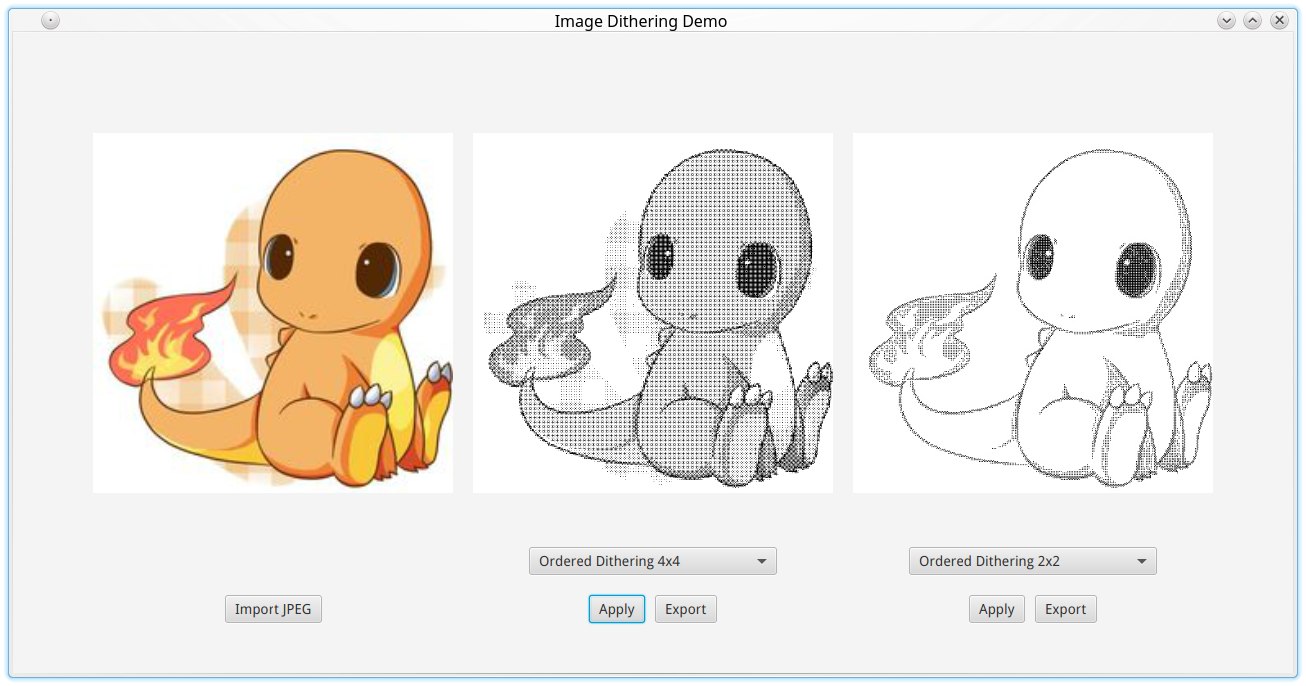 Image Dithering Demo
Ordered Dithering 4x4
Ordered Dithering 2x2
Import JPEG
Apply
Export
Apply
Export